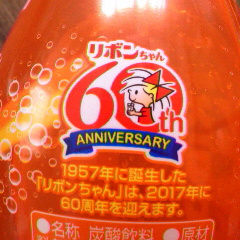 リボンちゃん
60th
ANNIVERSARY
1957年に誕生した
「リボンちゃん」は、2017年に
60周年を迎えます。
●名称 炭酸飲料 ●原材